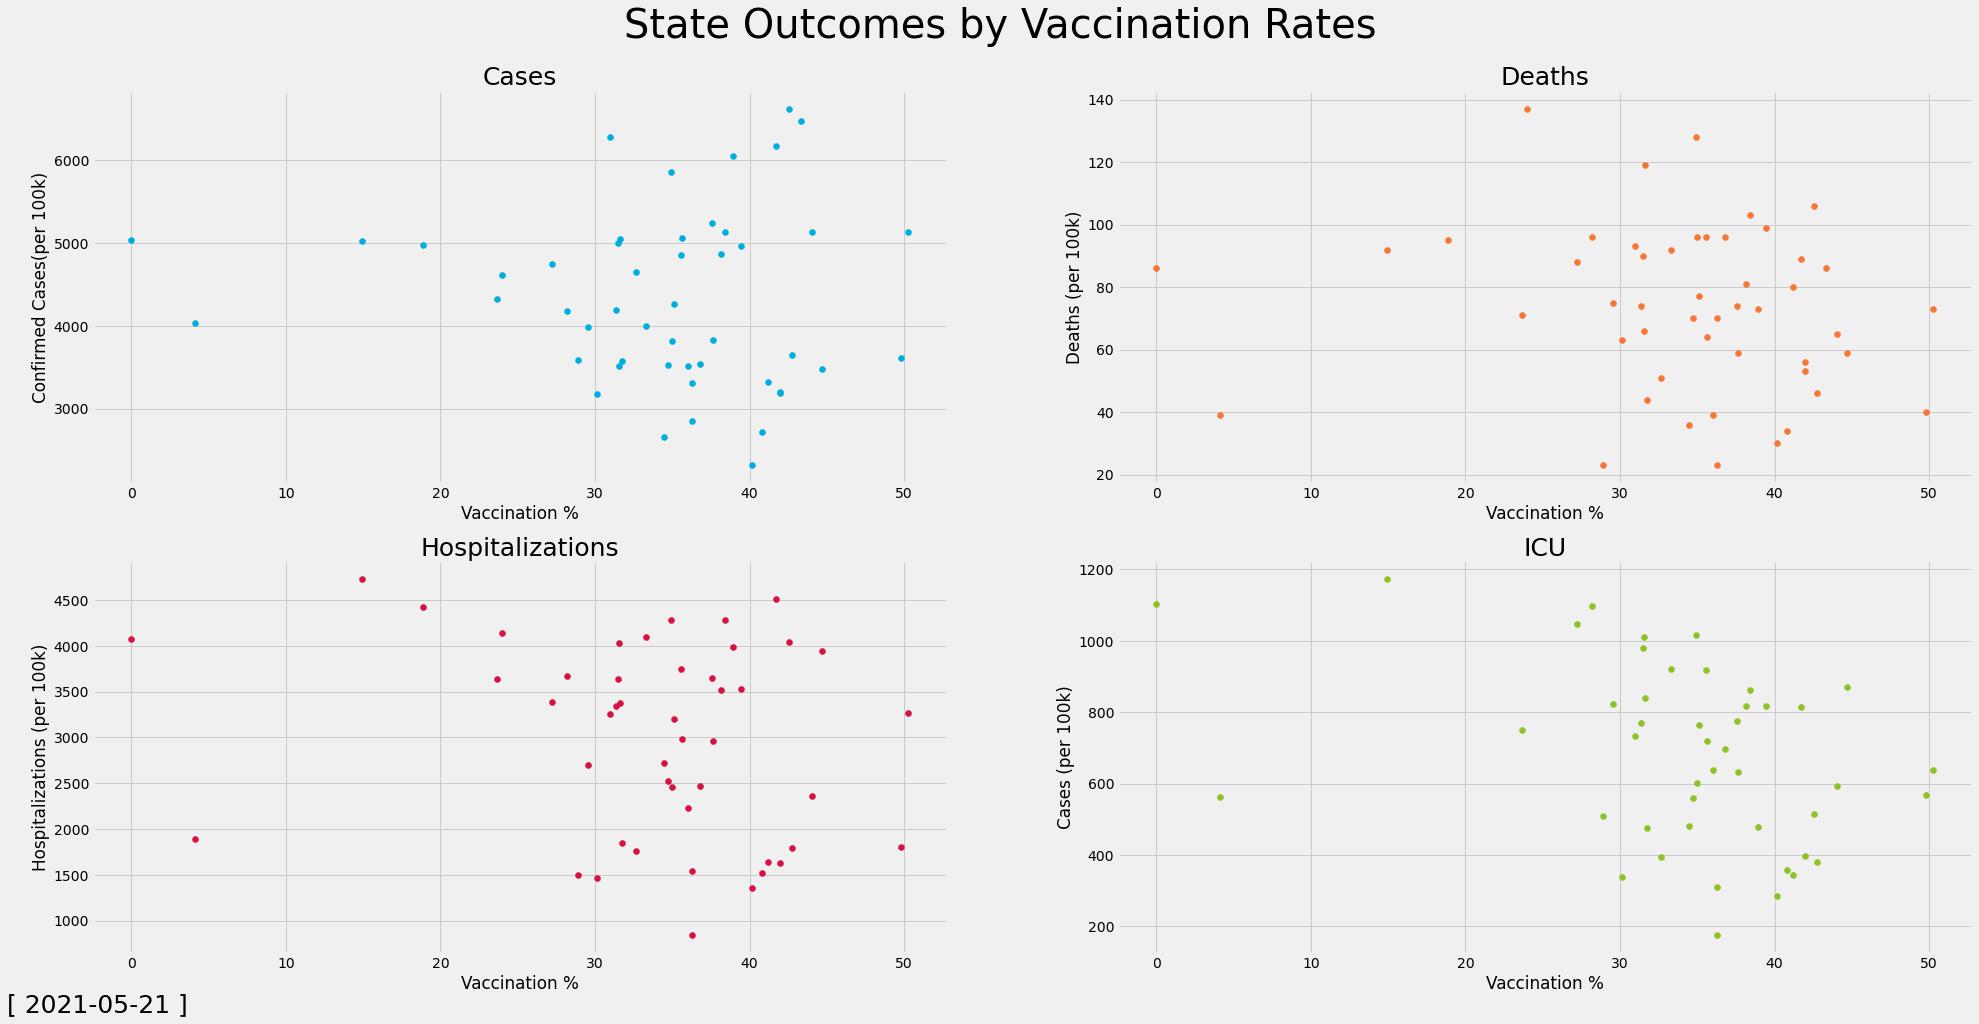 State Outcomes by Vaccination Rates
Cases
Confirmed Cases(per 100k)
6000
5000
4000
3000
0 10 20 30 40 50
Vaccination %
Deaths
Deaths (per 100k)
140
120
100
80
60
40
20
0 10 20 30 40 50
Vaccination %
Hospitalizations
Hospitalizations (per 100k)
4500
4000
3500
3000
2500
2000
1500
1000
0 10 20 30 40 50
Vaccination %
ICU
Cases (per 100k)
1200
1000
800
600
400
200
0 10 20 30 40 50
Vaccination %
[ 2021-05-21 ]